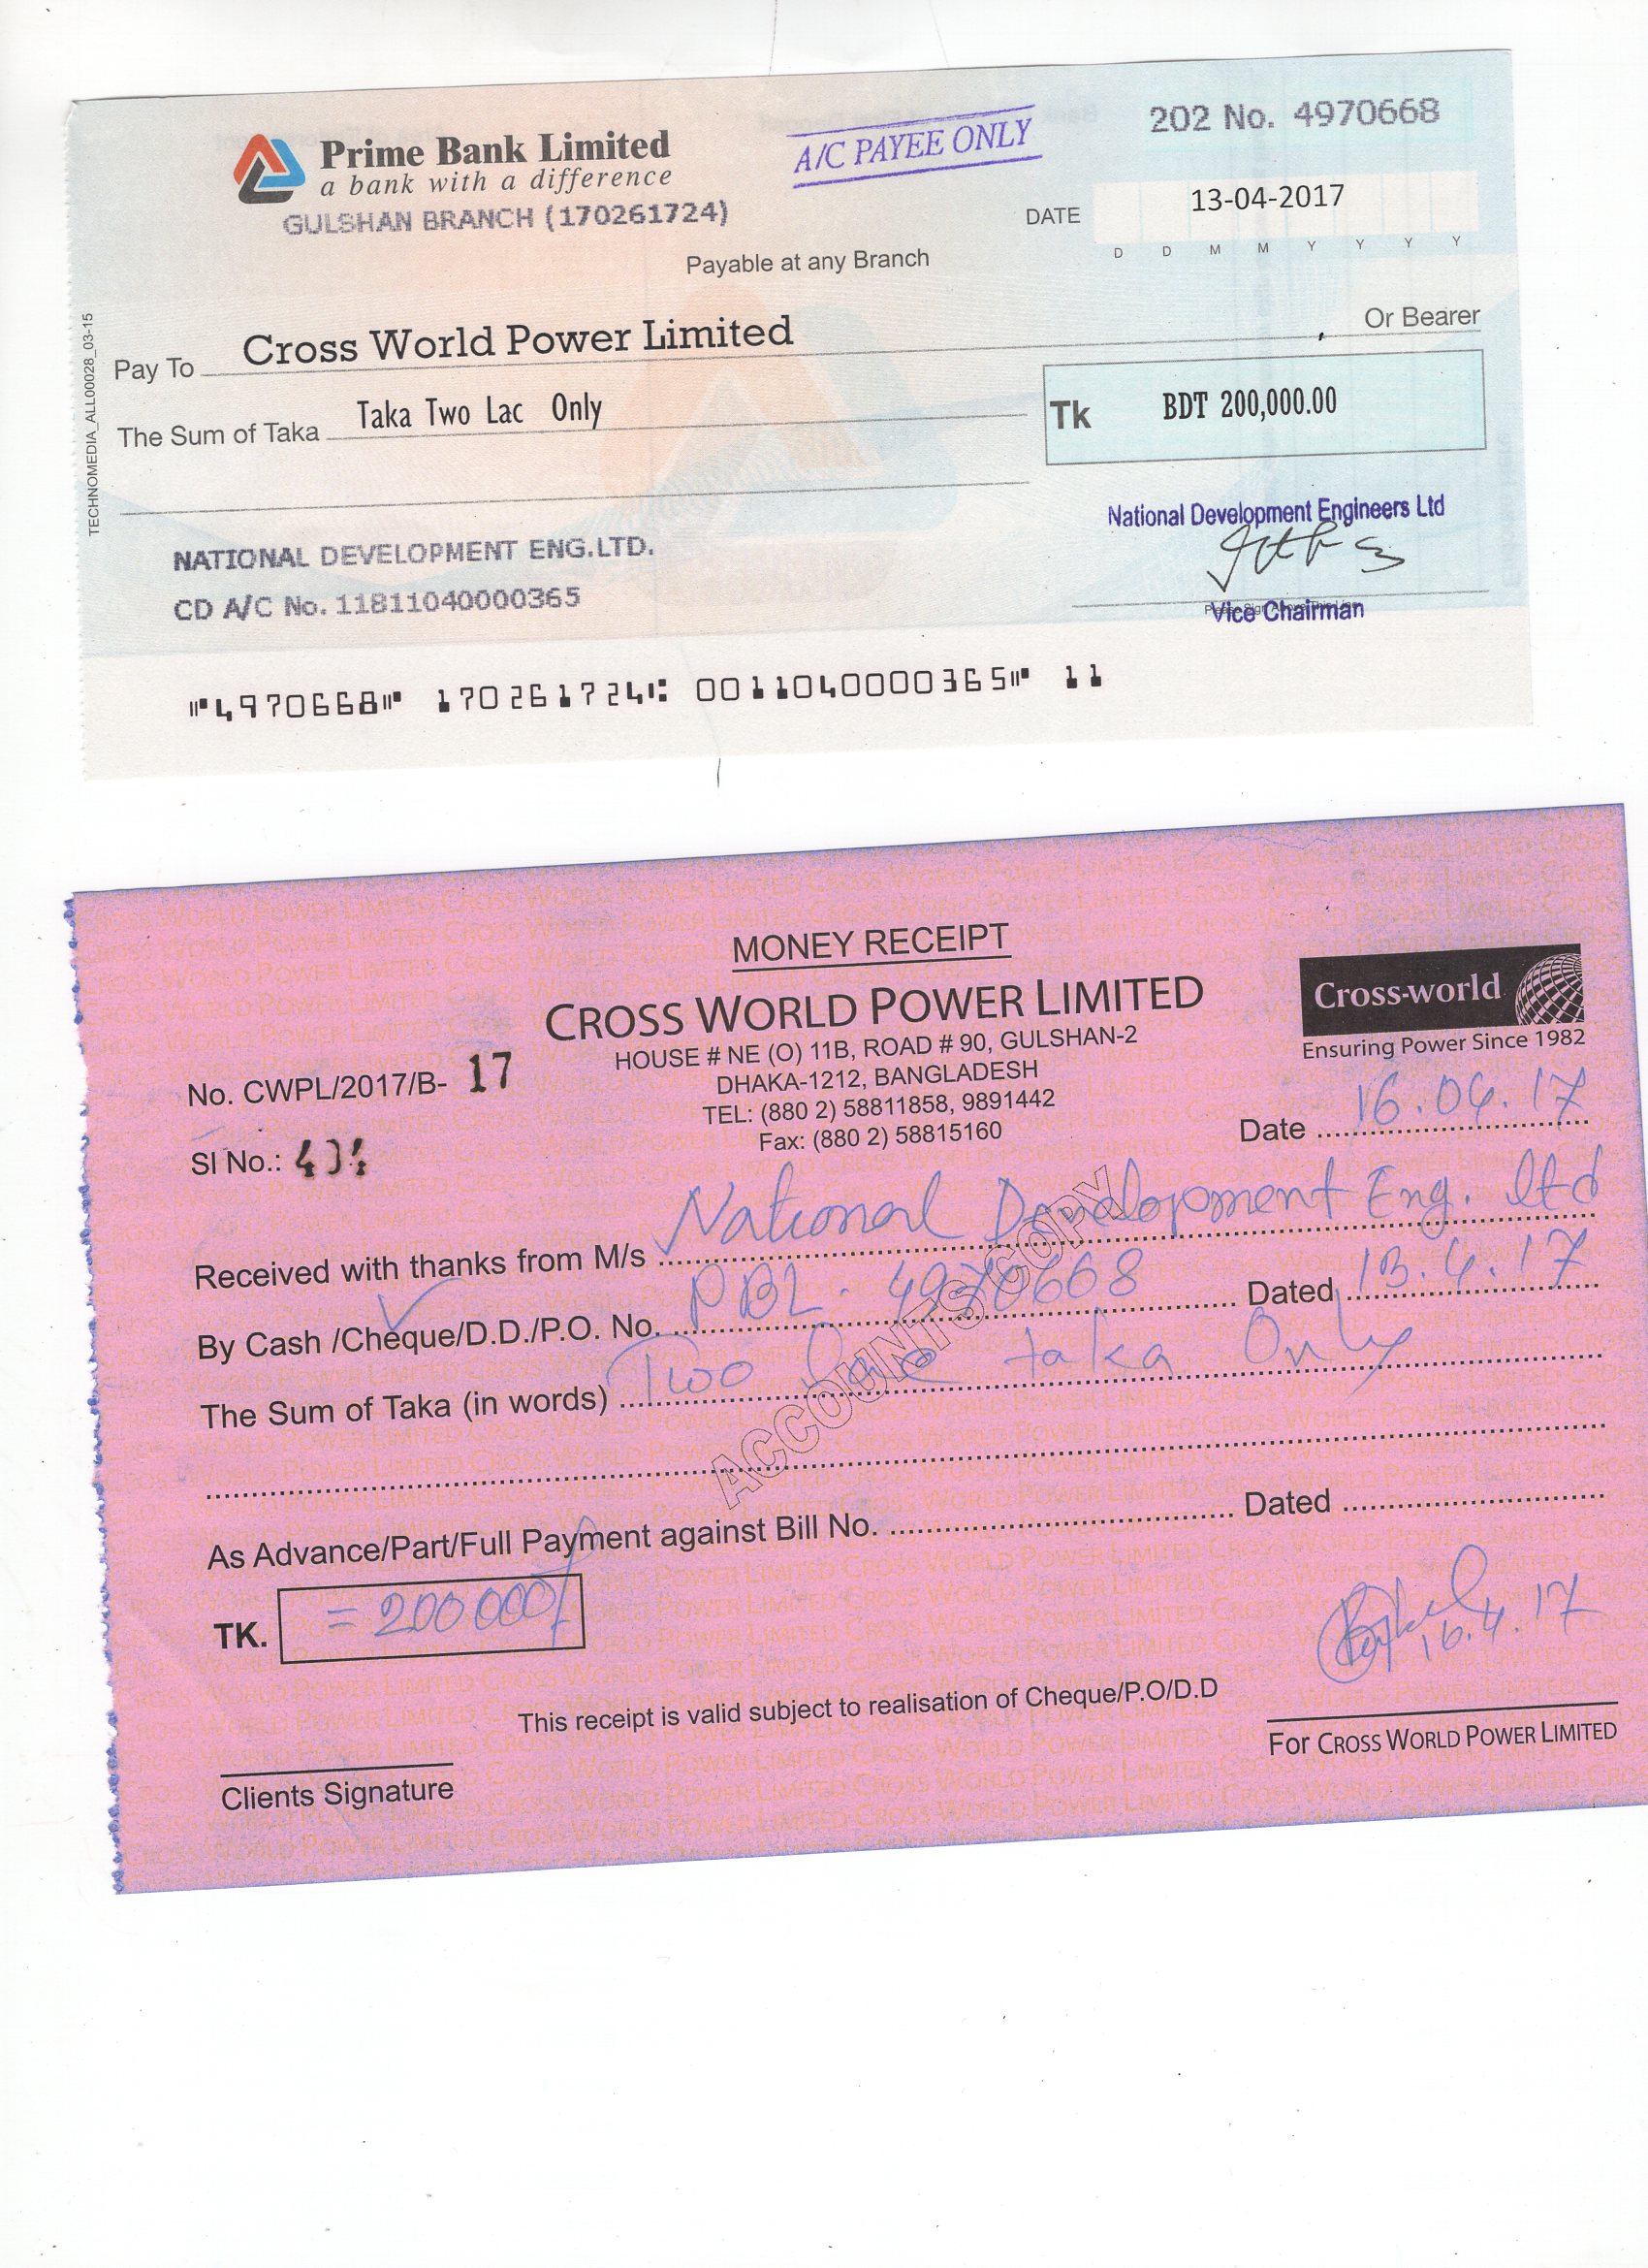 Prime Bank Limited
a bank with a difference
GULSHAN BRANCH (170261724)
A/C PAYEE ONLY
202 No. 4970668
DATE 13-04-2017
D D M M Y Y Y Y
Payable at any Branch
Pay To Cross World Power Limited Or Bearer
The Sum of Taka Taka Two Lac Only
Tk BDT 200,000.00
TECHNOMEDIA_ALL00028_03-15
National Development Engineers Ltd
Vice Chairman
NATIONAL DEVELOPMENT ENG.LTD.
CD A/C No. 11811040000365
⑈4970668⑈ 170261724⑆ 0011040000365⑈ 11
MONEY RECEIPT
CROSS WORLD POWER LIMITED
HOUSE # NE (O) 11B, ROAD # 90, GULSHAN-2
DHAKA-1212, BANGLADESH
TEL: (880 2) 58811858, 9891442
Fax: (880 2) 58815160
Cross-world
Ensuring Power Since 1982
No. CWPL/2017/B- 17
Date 16.04.17
Sl No.:
Received with thanks from M/s National Development Eng. ltd
By Cash /Cheque/D.D./P.O. No. PBL. 4970668 Dated 13.4.17
The Sum of Taka (in words) Two Lac taka Only
ACCOUNTS COPY
As Advance/Part/Full Payment against Bill No. Dated
TK. =200000/
16.4.17
This receipt is valid subject to realisation of Cheque/P.O/D.D
For CROSS WORLD POWER LIMITED
Clients Signature